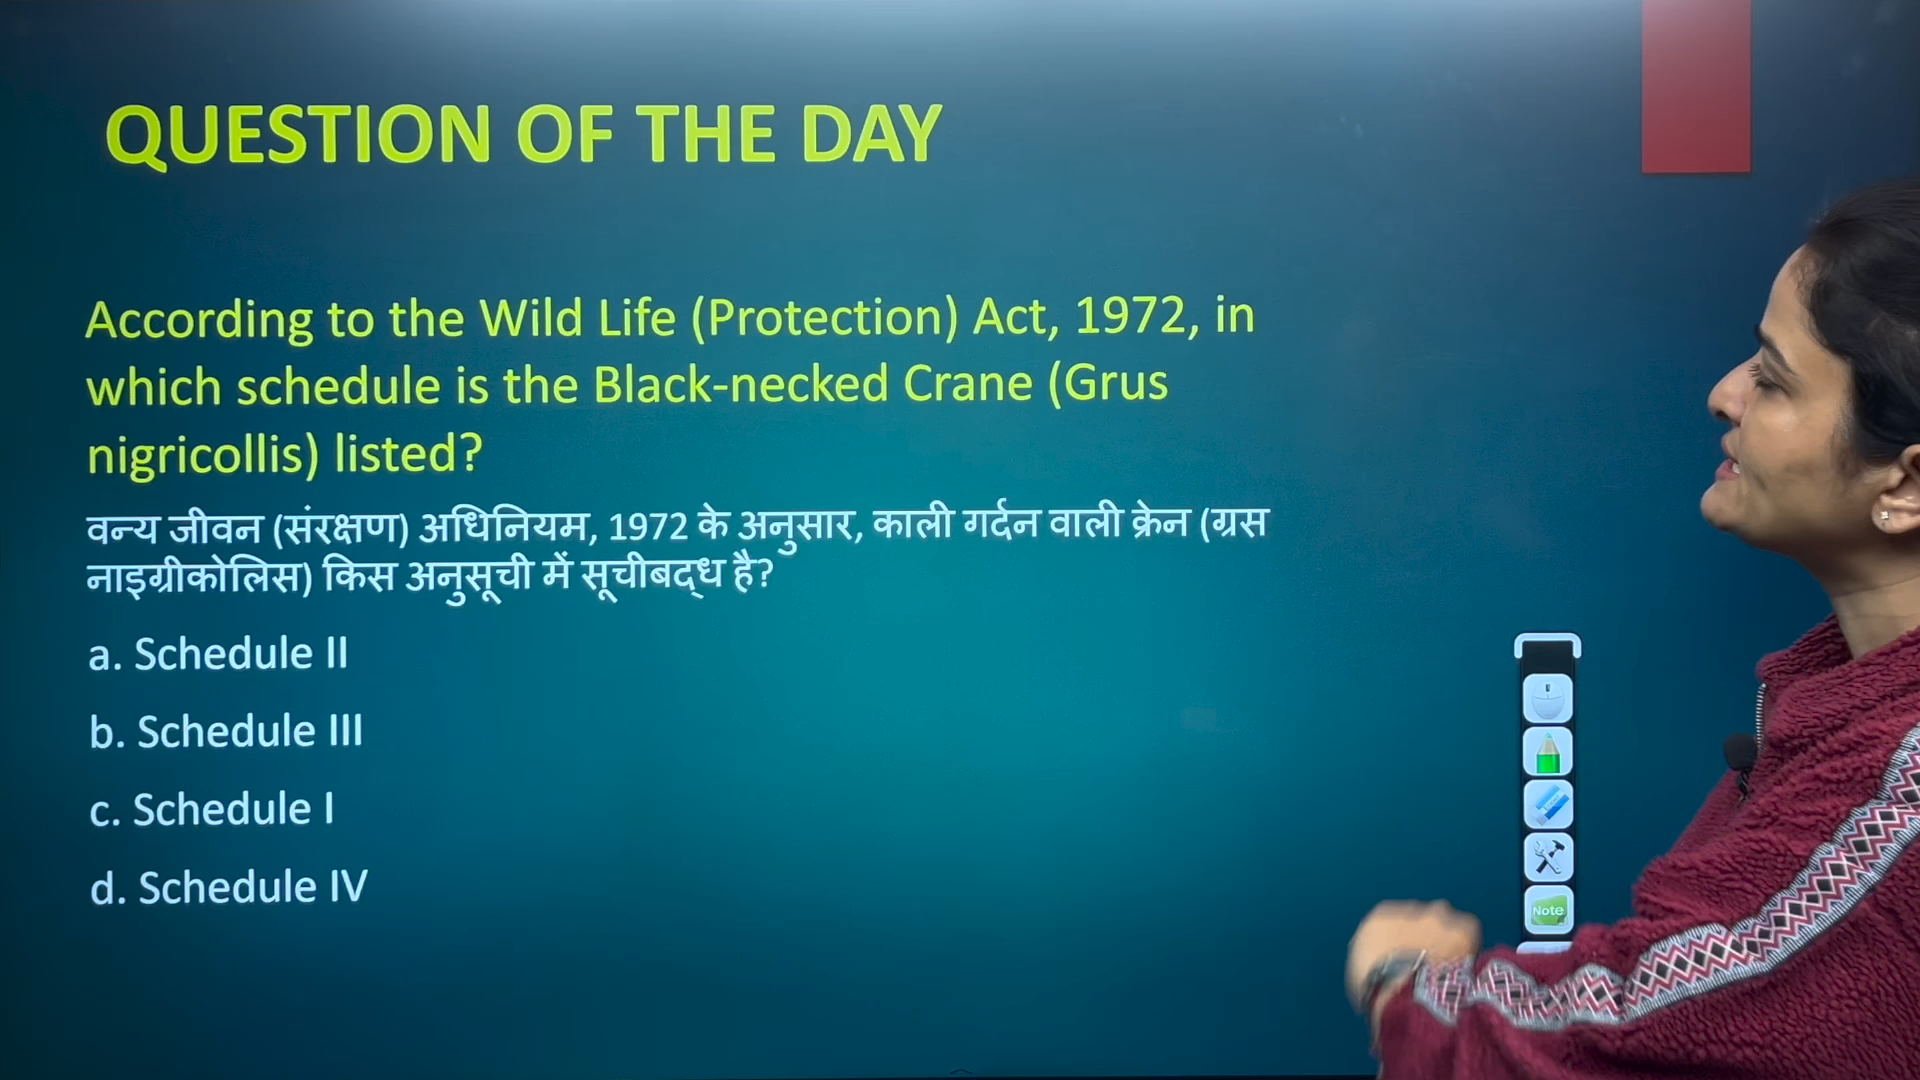 QUESTION OF THE DAY
According to the Wild Life (Protection) Act, 1972, in
which schedule is the Black-necked Crane (Grus
nigricollis) listed?
वन्य जीवन (संरक्षण) अधिनियम, 1972 के अनुसार, काली गर्दन वाली क्रेन (ग्रस
नाइग्रीकोलिस) किस अनुसूची में सूचीबद्ध है?
a. Schedule II
b. Schedule III
c. Schedule I
d. Schedule IV
Note